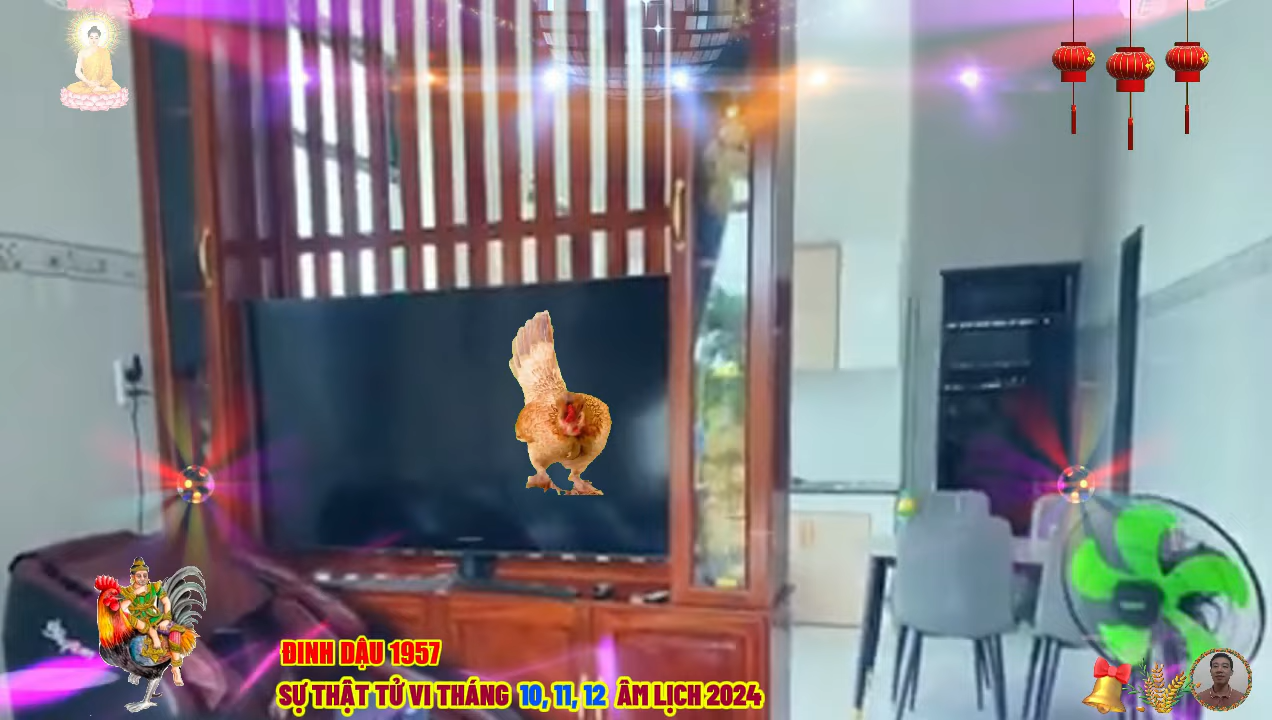 ĐINH DẬU 1957
SỰ THẬT TỬ VI THÁNG 10, 11, 12 ÂM LỊCH 2024